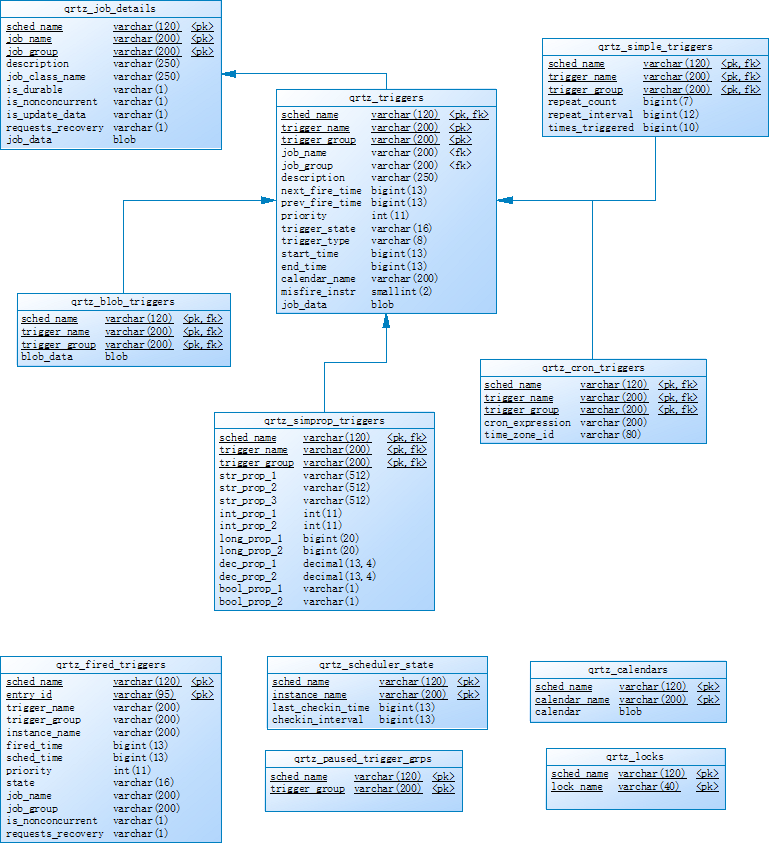 qrtz_job_details
sched_name varchar(120) <pk>
job_name varchar(200) <pk>
job_group varchar(200) <pk>
description varchar(250)
job_class_name varchar(250)
is_durable varchar(1)
is_nonconcurrent varchar(1)
is_update_data varchar(1)
requests_recovery varchar(1)
job_data blob
qrtz_simple_triggers
sched_name varchar(120) <pk,fk>
trigger_name varchar(200) <pk,fk>
trigger_group varchar(200) <pk,fk>
repeat_count bigint(7)
repeat_interval bigint(12)
times_triggered bigint(10)
qrtz_triggers
sched_name varchar(120) <pk,fk>
trigger_name varchar(200) <pk>
trigger_group varchar(200) <pk>
job_name varchar(200) <fk>
job_group varchar(200) <fk>
description varchar(250)
next_fire_time bigint(13)
prev_fire_time bigint(13)
priority int(11)
trigger_state varchar(16)
trigger_type varchar(8)
start_time bigint(13)
end_time bigint(13)
calendar_name varchar(200)
misfire_instr smallint(2)
job_data blob
qrtz_blob_triggers
sched_name varchar(120) <pk,fk>
trigger_name varchar(200) <pk,fk>
trigger_group varchar(200) <pk,fk>
blob_data blob
qrtz_cron_triggers
sched_name varchar(120) <pk,fk>
trigger_name varchar(200) <pk,fk>
trigger_group varchar(200) <pk,fk>
cron_expression varchar(200)
time_zone_id varchar(80)
qrtz_simprop_triggers
sched_name varchar(120) <pk,fk>
trigger_name varchar(200) <pk,fk>
trigger_group varchar(200) <pk,fk>
str_prop_1 varchar(512)
str_prop_2 varchar(512)
str_prop_3 varchar(512)
int_prop_1 int(11)
int_prop_2 int(11)
long_prop_1 bigint(20)
long_prop_2 bigint(20)
dec_prop_1 decimal(13,4)
dec_prop_2 decimal(13,4)
bool_prop_1 varchar(1)
bool_prop_2 varchar(1)
qrtz_fired_triggers
sched_name varchar(120) <pk>
entry_id varchar(95) <pk>
trigger_name varchar(200)
trigger_group varchar(200)
instance_name varchar(200)
fired_time bigint(13)
sched_time bigint(13)
priority int(11)
state varchar(16)
job_name varchar(200)
job_group varchar(200)
is_nonconcurrent varchar(1)
requests_recovery varchar(1)
qrtz_scheduler_state
sched_name varchar(120) <pk>
instance_name varchar(200) <pk>
last_checkin_time bigint(13)
checkin_interval bigint(13)
qrtz_calendars
sched_name varchar(120) <pk>
calendar_name varchar(200) <pk>
calendar blob
qrtz_paused_trigger_grps
sched_name varchar(120) <pk>
trigger_group varchar(200) <pk>
qrtz_locks
sched_name varchar(120) <pk>
lock_name varchar(40) <pk>